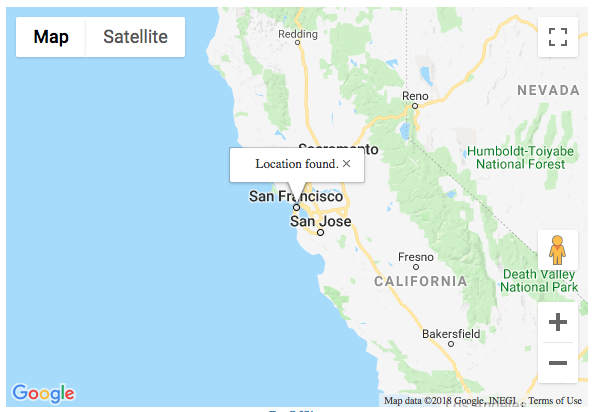 Map
Satellite
Redding
Reno
NEVADA
Sacramento
Humboldt-Toiyabe
National Forest
Location found.
San Francisco
San Jose
Fresno
CALIFORNIA
Death Valley
National Park
Bakersfield
Google
Map data ©2018 Google, INEGI
Terms of Use